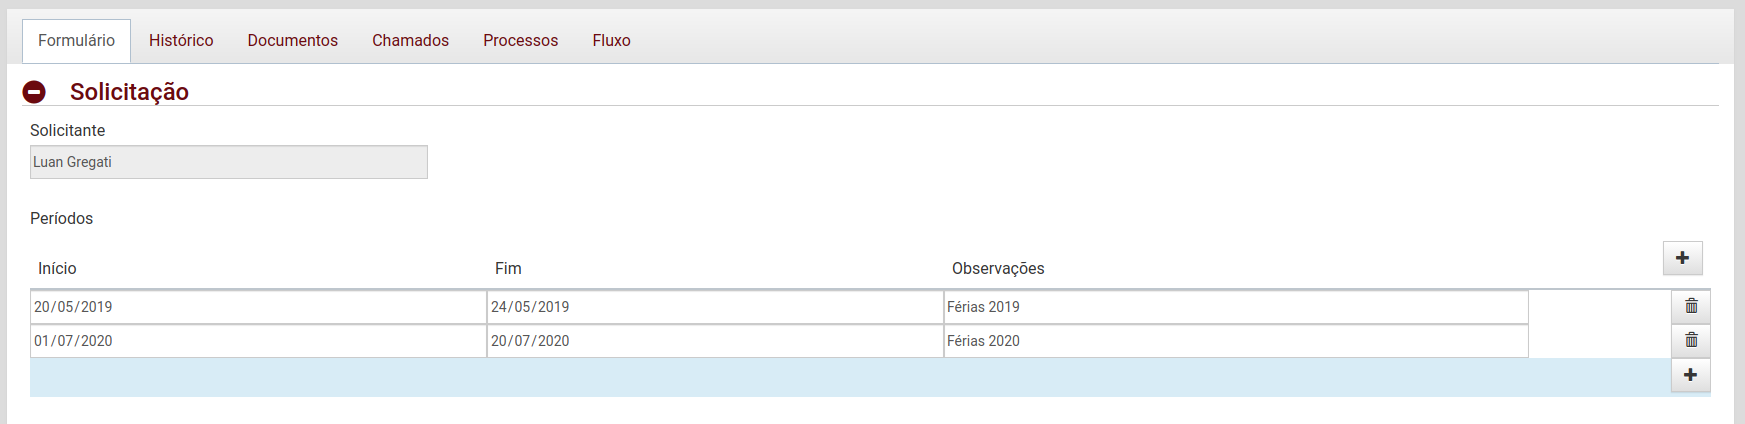 Formulário Histórico Documentos Chamados Processos Fluxo
Solicitação
Solicitante
Luan Gregati
Períodos
Início Fim Observações
20/05/2019 24/05/2019 Férias 2019
01/07/2020 20/07/2020 Férias 2020